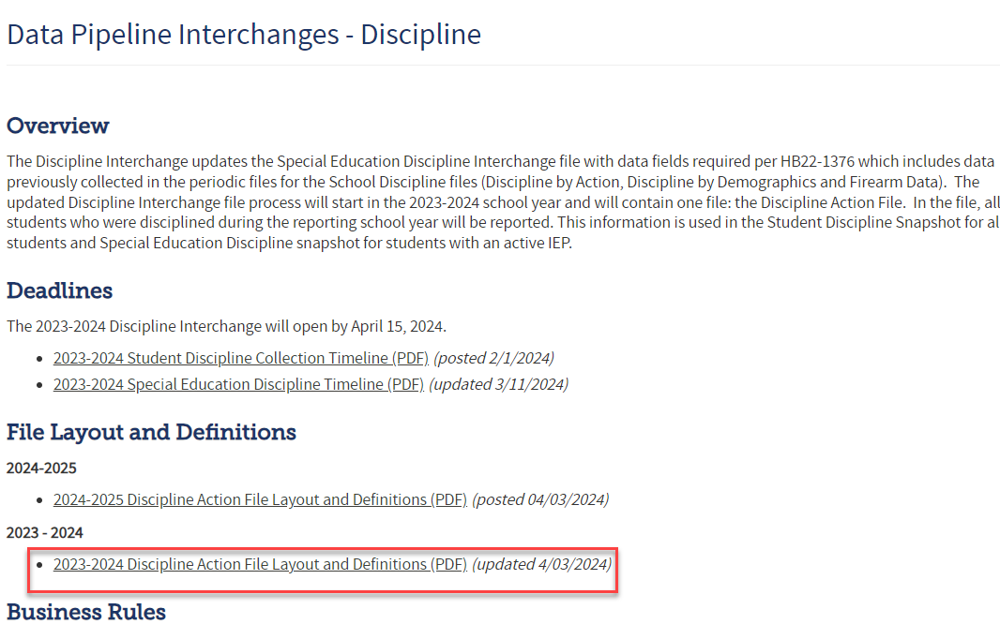 Data Pipeline Interchanges - Discipline
Overview
The Discipline Interchange updates the Special Education Discipline Interchange file with data fields required per HB22-1376 which includes data
previously collected in the periodic files for the School Discipline files (Discipline by Action, Discipline by Demographics and Firearm Data).  The
updated Discipline Interchange file process will start in the 2023-2024 school year and will contain one file: the Discipline Action File.  In the file, all
students who were disciplined during the reporting school year will be reported. This information is used in the Student Discipline Snapshot for al
students and Special Education Discipline snapshot for students with an active IEP.
Deadlines
The 2023-2024 Discipline Interchange will open by April 15, 2024.
• 2023-2024 Student Discipline Collection Timeline (PDF) (posted 2/1/2024)
• 2023-2024 Special Education Discipline Timeline (PDF) (updated 3/11/2024)
File Layout and Definitions
2024-2025
• 2024-2025 Discipline Action File Layout and Definitions (PDF) (posted 04/03/2024)
2023 - 2024
• 2023-2024 Discipline Action File Layout and Definitions (PDF) (updated 4/03/2024)
Business Rules